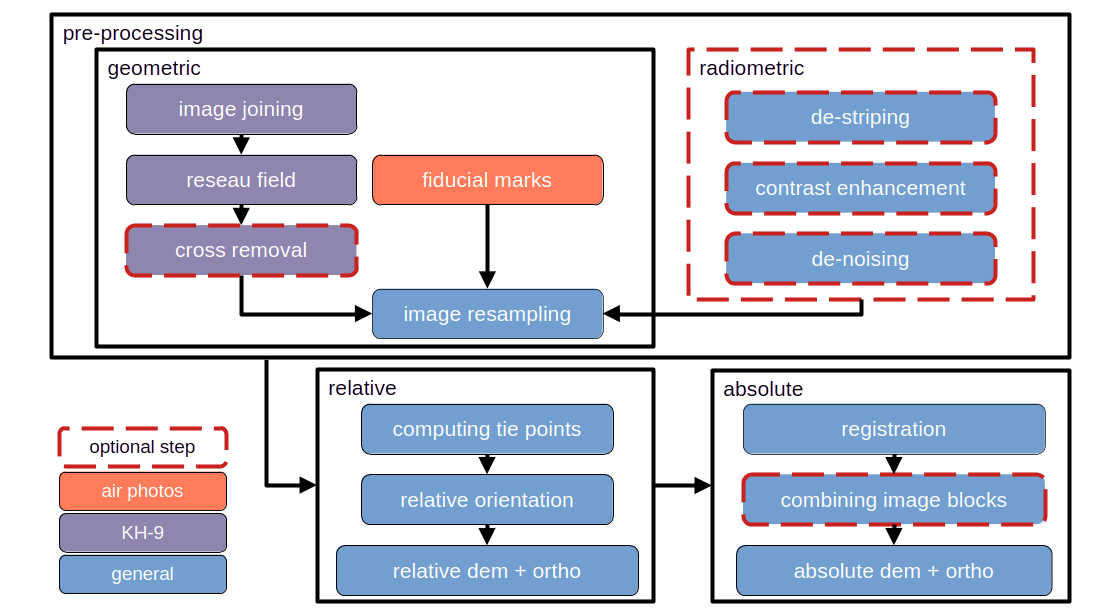 pre-processing
geometric
image joining
reseau field
cross removal
fiducial marks
image resampling
radiometric
de-striping
contrast enhancement
de-noising
relative
computing tie points
relative orientation
relative dem + ortho
absolute
registration
combining image blocks
absolute dem + ortho
optional step
air photos
KH-9
general